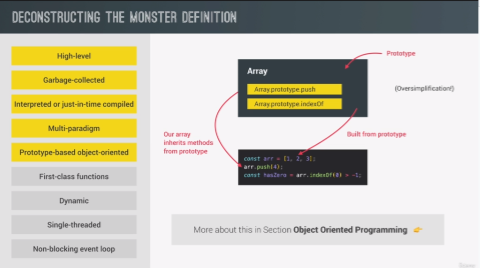 DECONSTRUCTING THE MONSTER DEFINITION
High-level
Garbage-collected
Interpreted or just-in-time compiled
Multi-paradigm
Prototype-based object-oriented
First-class functions
Dynamic
Single-threaded
Non-blocking event loop
Prototype
Array
Array.prototype.push
Array.prototype.indexOf
(Oversimplification!)
Our array
inherits methods
from prototype
Built from prototype
const arr = [1, 2, 3];
arr.push(4);
const hasZero = arr.indexOf(0) > -1;
More about this in Section Object Oriented Programming 👉